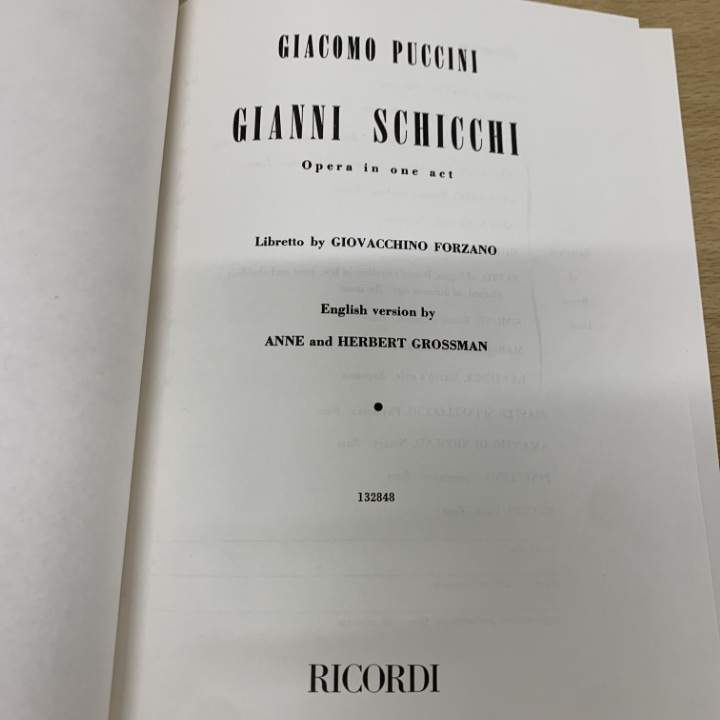 GIACOMO PUCCINI
GIANNI SCHICCHI
Opera in one act
Libretto by GIOVACCHINO FORZANO
English version by
ANNE and HERBERT GROSSMAN
132848
RICORDI